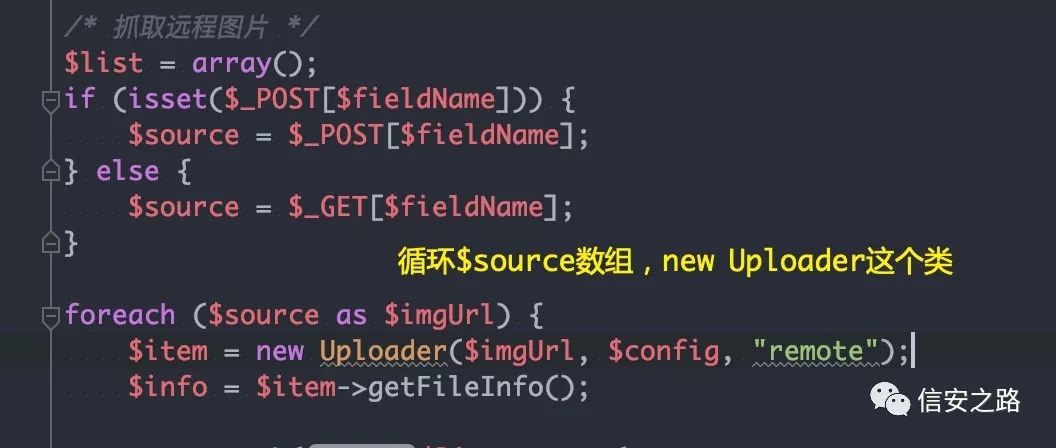 /* 抓取远程图片 */
$list = array();
if (isset($_POST[$fieldName])) {
$source = $_POST[$fieldName];
} else {
$source = $_GET[$fieldName];
}
循环$source数组，new Uploader这个类
foreach ($source as $imgUrl) {
$item = new Uploader($imgUrl, $config, "remote");
$info = $item->getFileInfo();
信安之路